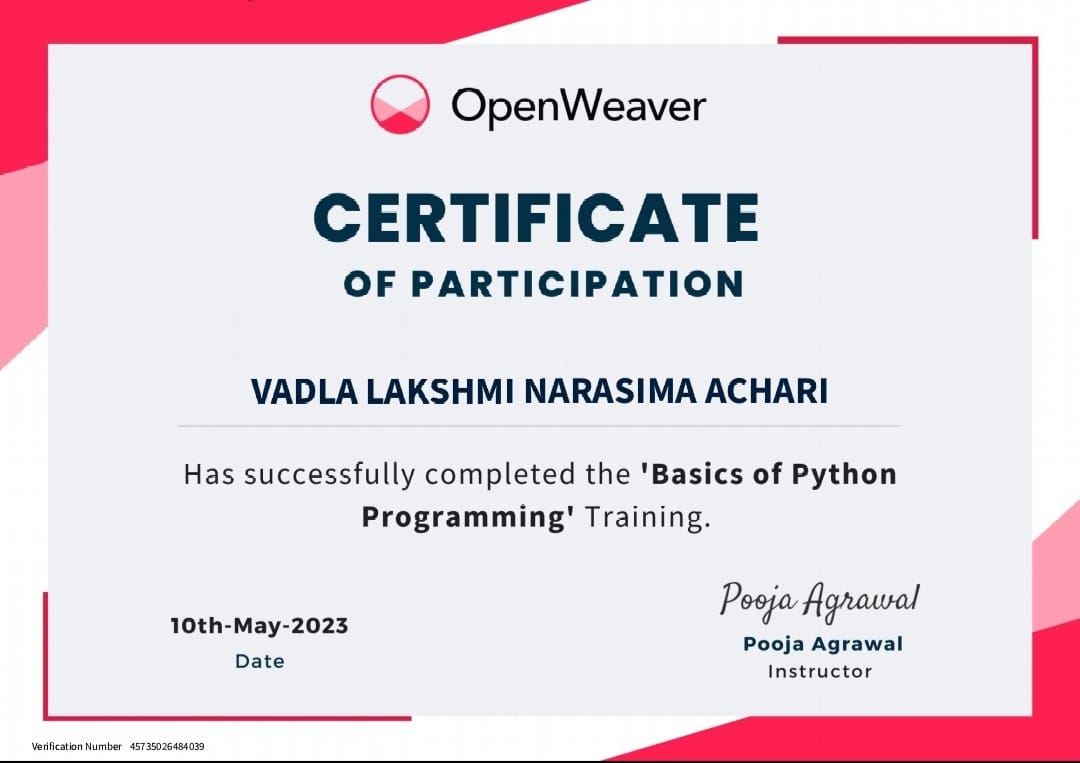 OpenWeaver
CERTIFICATE
OF PARTICIPATION
VADLA LAKSHMI NARASIMA ACHARI
Has successfully completed the 'Basics of Python
Programming' Training.
10th-May-2023
Date
Pooja Agrawal
Pooja Agrawal
Instructor
Verification Number 45735026484039